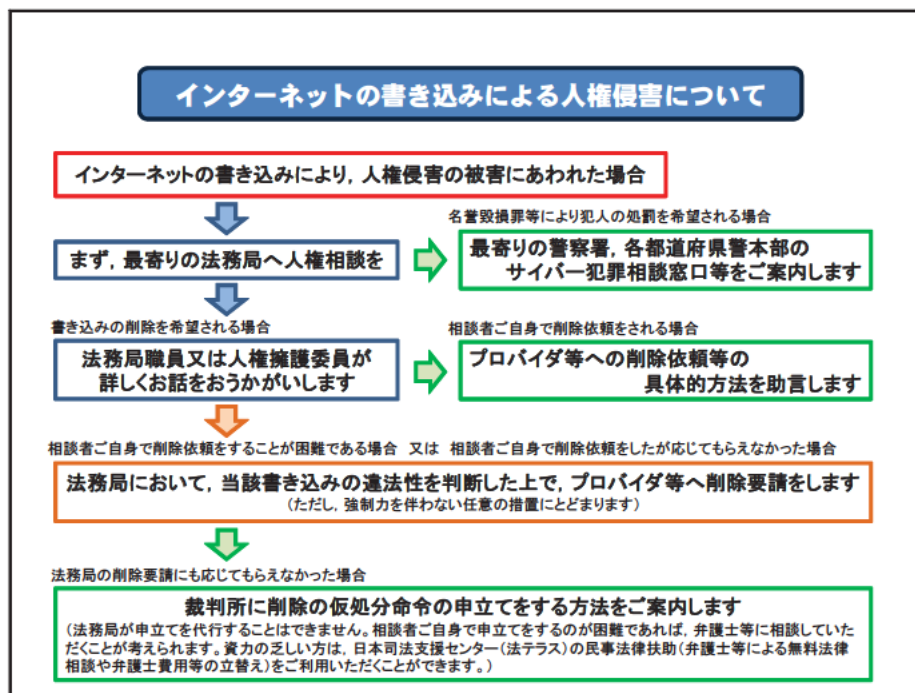 インターネットの書き込みによる人権侵害について
インターネットの書き込みにより，人権侵害の被害にあわれた場合
名誉毀損罪等により犯人の処罰を希望される場合
まず，最寄りの法務局へ人権相談を
最寄りの警察署，各都道府県警本部の
サイバー犯罪相談窓口等をご案内します
書き込みの削除を希望される場合
法務局職員又は人権擁護委員が
詳しくお話をおうかがいします
相談者ご自身で削除依頼をされる場合
プロバイダ等への削除依頼等の
具体的方法を助言します
相談者ご自身で削除依頼をすることが困難である場合 又は 相談者ご自身で削除依頼をしたが応じてもらえなかった場合
法務局において，当該書き込みの違法性を判断した上で，プロバイダ等へ削除要請をします
（ただし，強制力を伴わない任意の措置にとどまります）
法務局の削除要請にも応じてもらえなかった場合
裁判所に削除の仮処分命令の申立てをする方法をご案内します
（法務局が申立てを代行することはできません。相談者ご自身で申立てをするのが困難であれば，弁護士等に相談していた
だくことが考えられます。資力の乏しい方は，日本司法支援センター（法テラス）の民事法律扶助（弁護士等による無料法律
相談や弁護士費用等の立替え）をご利用いただくことができます。）